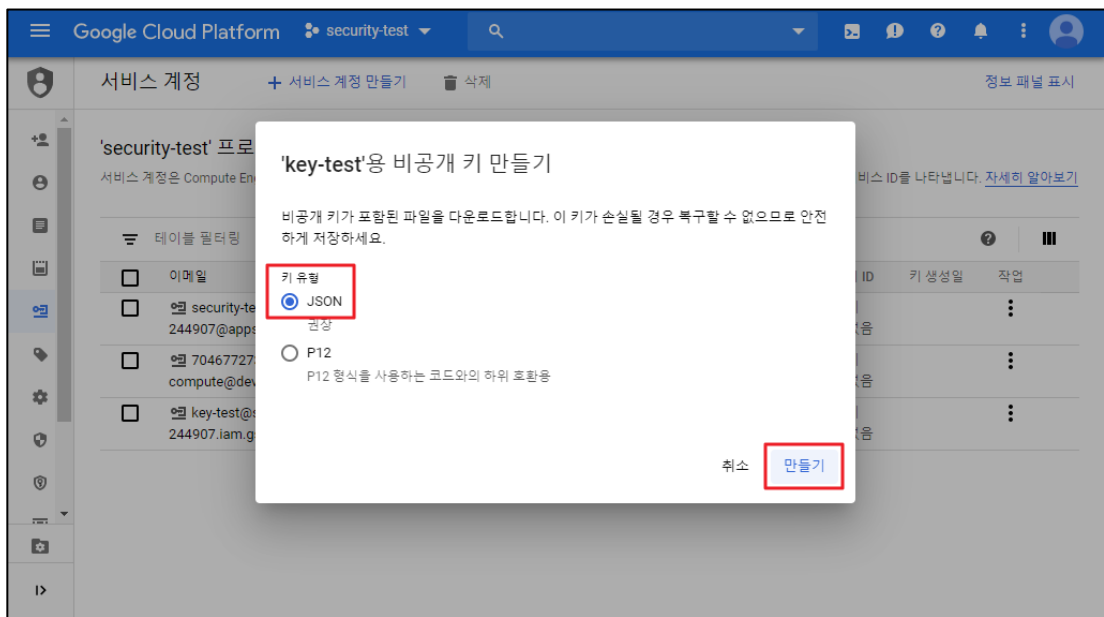 Google Cloud Platform security-test
서비스 계정 서비스 계정 만들기 삭제 정보 패널 표시
'security-test' 프로
서비스 계정은 Compute En 비스 ID를 나타냅니다. 자세히 알아보기
테이블 필터링
이메일 ID 키 생성일 작업
security-te
244907@apps 음
70467727
compute@dev 음
key-test@s
244907.iam.g 음
'key-test'용 비공개 키 만들기
비공개 키가 포함된 파일을 다운로드합니다. 이 키가 손실될 경우 복구할 수 없으므로 안전
하게 저장하세요.
키 유형
JSON
권장
P12
P12 형식을 사용하는 코드와의 하위 호환용
취소 만들기